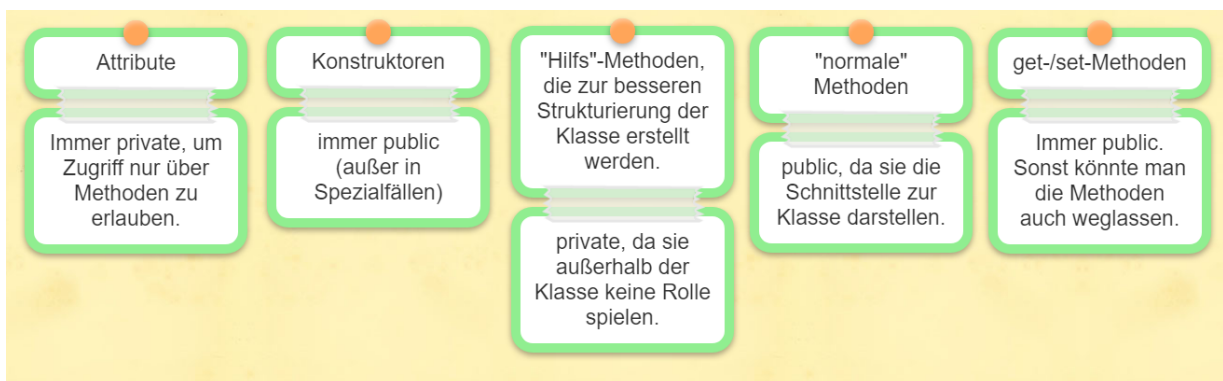 Attribute
Immer private, um
Zugriff nur über
Methoden zu
erlauben.
Konstruktoren
immer public
(außer in
Spezialfällen)
"Hilfs"-Methoden,
die zur besseren
Strukturierung der
Klasse erstellt
werden.
private, da sie
außerhalb der
Klasse keine Rolle
spielen.
"normale"
Methoden
public, da sie die
Schnittstelle zur
Klasse darstellen.
get-/set-Methoden
Immer public.
Sonst könnte man
die Methoden
auch weglassen.